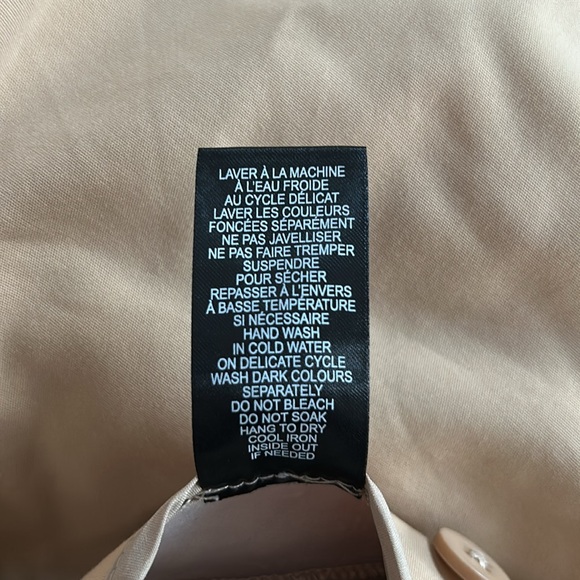 LAVER À LA MACHINE
À L'EAU FROIDE
AU CYCLE DÉLICAT
LAVER LES COULEURS
FONCÉES SÉPARÉMENT
NE PAS JAVELLISER
NE PAS FAIRE TREMPER
SUSPENDRE
POUR SÉCHER
REPASSER À L'ENVERS
À BASSE TEMPÉRATURE
SI NÉCESSAIRE
HAND WASH
IN COLD WATER
ON DELICATE CYCLE
WASH DARK COLOURS
SEPARATELY
DO NOT BLEACH
DO NOT SOAK
HANG TO DRY
COOL IRON
INSIDE OUT
IF NEEDED